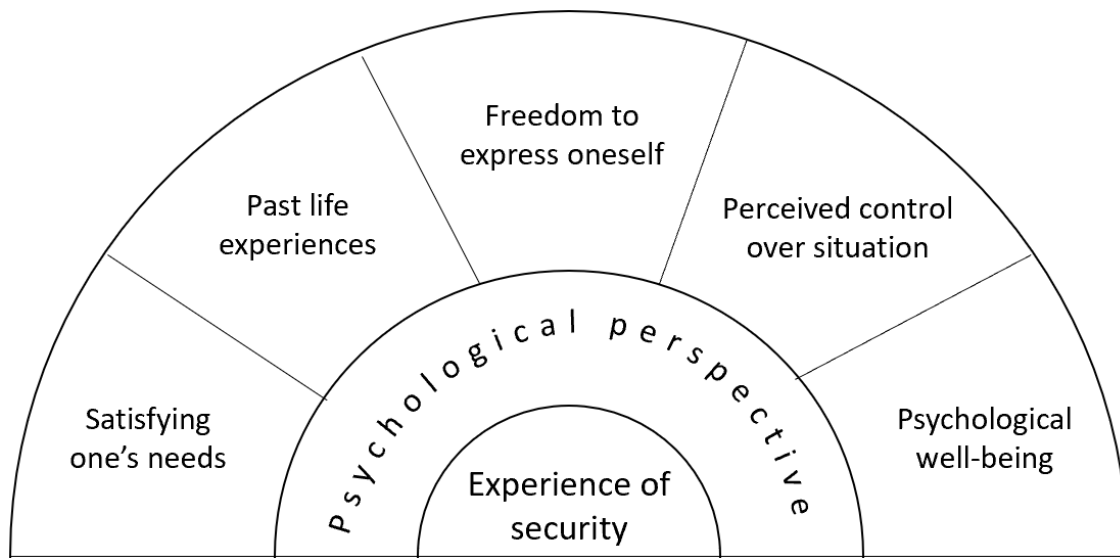 Freedom to
express oneself
Past life
experiences
Perceived control
over situation
Satisfying
one’s needs
Psychological
well-being
Psychological perspective
Experience of
security